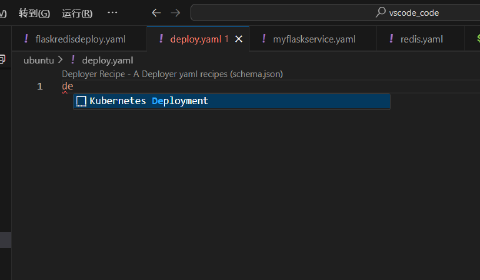 V) 转到(G) 运行(R) ··· ← → vscode_code
! flaskredisdeploy.yaml ! deploy.yaml 1 × ! myflaskservice.yaml ! redis.yaml
ubuntu > ! deploy.yaml
Deployer Recipe - A Deployer yaml recipes (schema.json)
1 de
Kubernetes Deployment